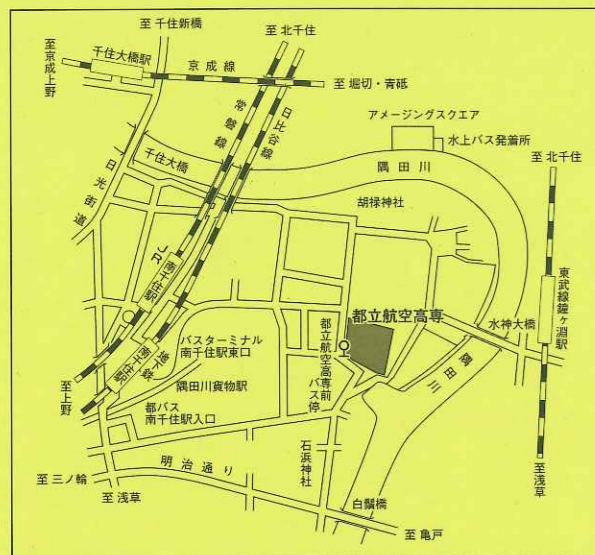 至 千住新橋
至 北千住
至京成上野
千住大橋駅
京成線
至 堀切・青砥
常磐線
日比谷線
アメージングスクエア
水上バス発着所
千住大橋
隅田川
至 北千住
日光街道
胡禄神社
JR
南千住駅
東武線鐘ヶ淵駅
都立航空高専
水神大橋
バスターミナル
南千住駅東口
都立航空高専前
バス停
地下鉄
南千住駅
隅田川
至上野
隅田川貨物駅
都バス
南千住駅入口
石浜神社
明治通り
至 三ノ輪
至 浅草
至浅草
白鬚橋
至 亀戸